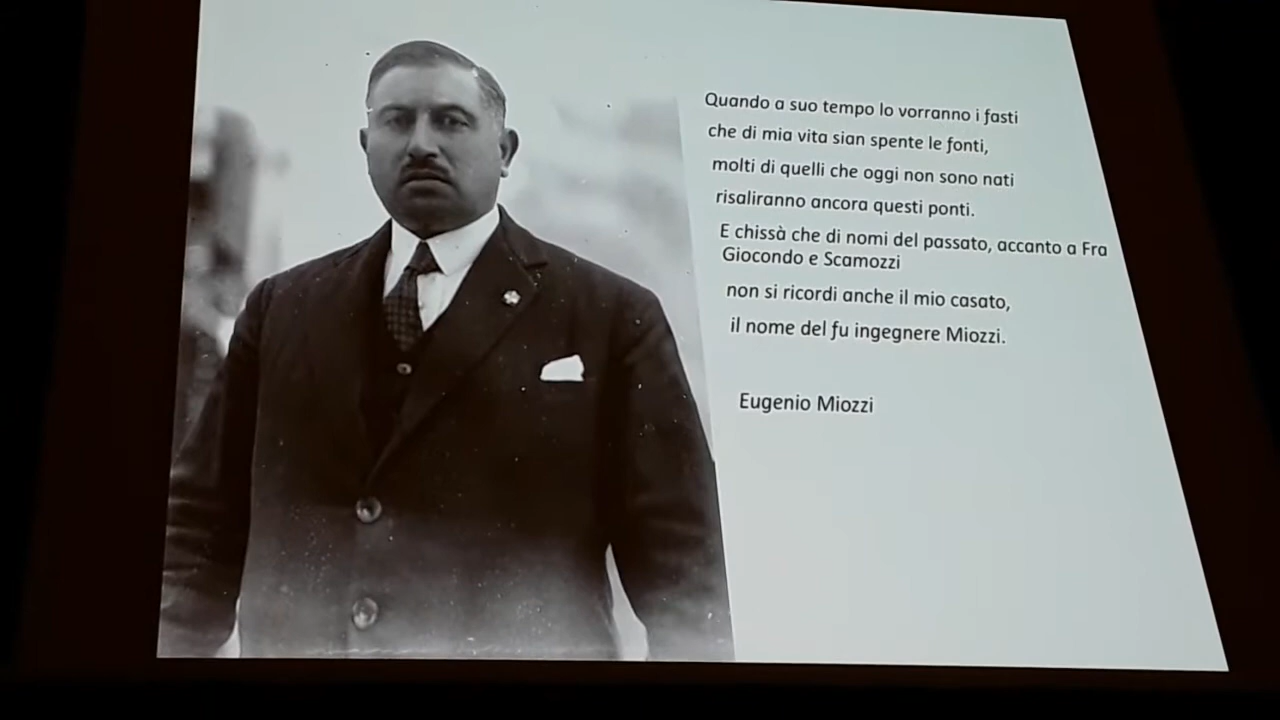 Quando a suo tempo lo vorranno i fasti
che di mia vita sian spente le fonti,
molti di quelli che oggi non sono nati
risaliranno ancora questi ponti.
E chissà che di nomi del passato, accanto a Fra
Giocondo e Scamozzi
non si ricordi anche il mio casato,
il nome del fu ingegnere Miozzi.
Eugenio Miozzi